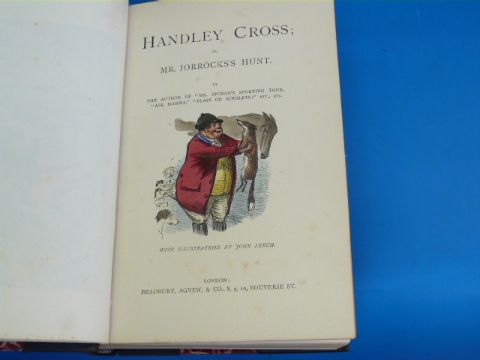 HANDLEY CROSS;
OR,
MR. JORROCKS'S HUNT.
BY
THE AUTHOR OF "MR. SPONGE'S SPORTING TOUR,
"ASK MAMMA," "PLAIN OR RINGLETS?" ETC., ETC.
WITH ILLUSTRATIONS BY JOHN LEECH.
LONDON:
BRADBURY, AGNEW, & CO., 8, 9, 10, BOUVERIE ST.